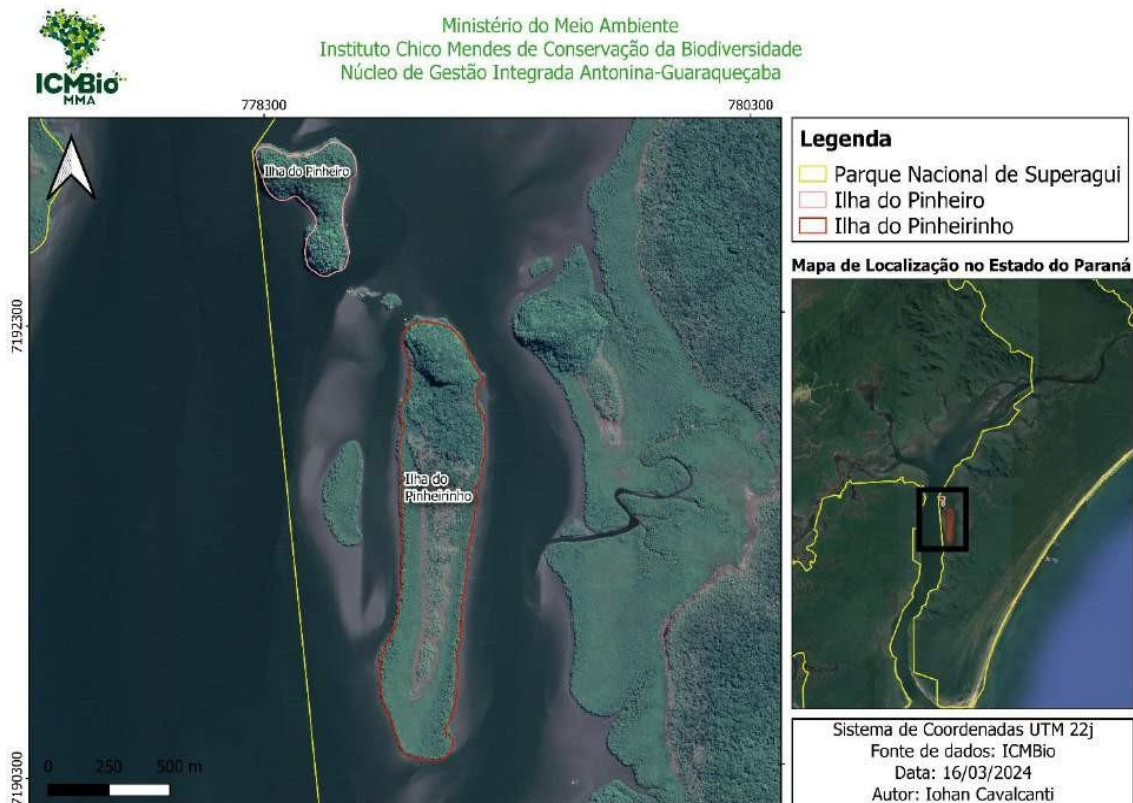 ICMBio
MMA
Ministério do Meio Ambiente
Instituto Chico Mendes de Conservação da Biodiversidade
Núcleo de Gestão Integrada Antonina-Guaraqueçaba
778300
780300
7192300
7190300
Ilha do Pinheiro
Ilha do
Pinheirinho
0 250 500 m
Legenda
Parque Nacional de Superagui
Ilha do Pinheiro
Ilha do Pinheirinho
Mapa de Localização no Estado do Paraná
Sistema de Coordenadas UTM 22j
Fonte de dados: ICMBio
Data: 16/03/2024
Autor: Iohan Cavalcanti